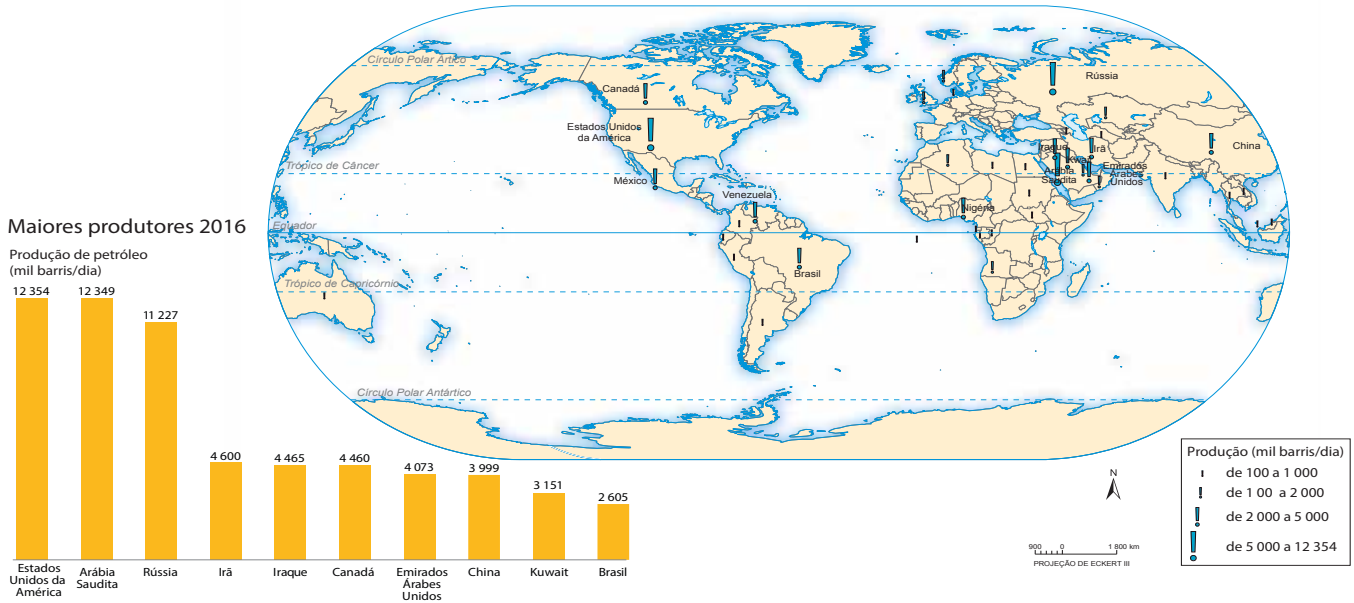 Maiores produtores 2016
Produção de petróleo
(mil barris/dia)
12 354
12 349
11 227
4 600
4 465
4 460
4 073
3 999
3 151
2 605
Estados
Unidos da
América
Arábia
Saudita
Rússia
Irã
Iraque
Canadá
Emirados
Árabes
Unidos
China
Kuwait
Brasil
Círculo Polar Ártico
Trópico de Câncer
Equador
Trópico de Capricórnio
Círculo Polar Antártico
Canadá
Estados Unidos
da América
México
Venezuela
Brasil
Rússia
China
Iraque
Irã
Arábia
Saudita
Emirados
Árabes
Unidos
Nigéria
N
900 0 1 800 km
PROJEÇÃO DE ECKERT III
Produção (mil barris/dia)
de 100 a 1 000
de 1 00 a 2 000
de 2 000 a 5 000
de 5 000 a 12 354